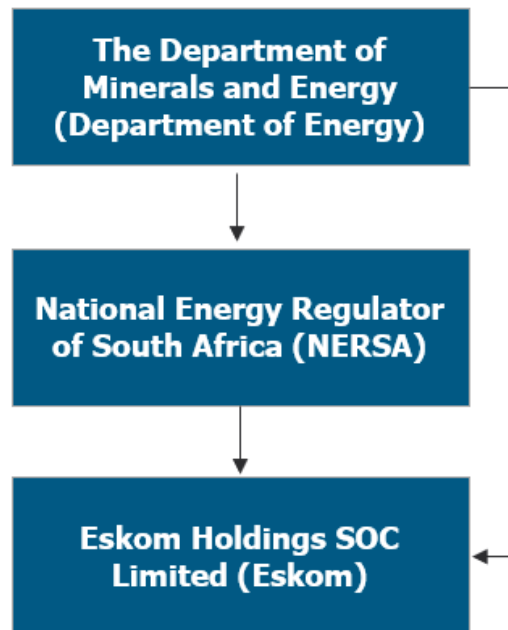 The Department of
Minerals and Energy
(Department of Energy)
National Energy Regulator
of South Africa (NERSA)
Eskom Holdings SOC
Limited (Eskom)